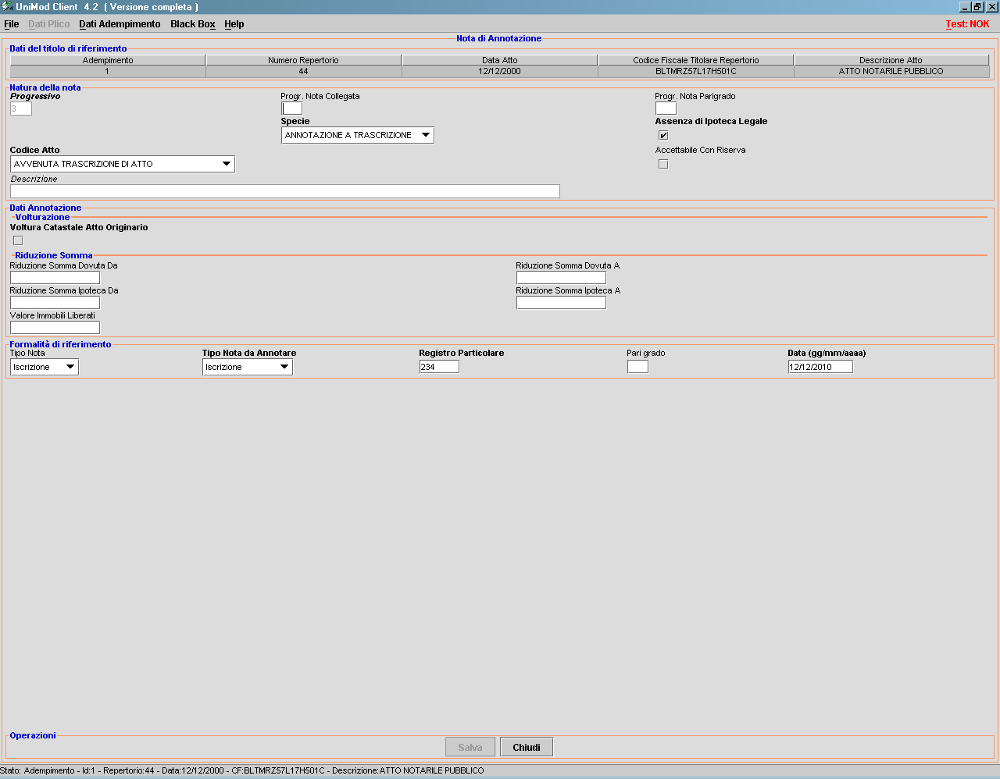 UniMod Client 4.2 ( Versione completa )
File Dati Plico Dati Adempimento Black Box Help Test: NOK
Nota di Annotazione
Dati del titolo di riferimento
Adempimento Numero Repertorio Data Atto Codice Fiscale Titolare Repertorio Descrizione Atto
1 44 12/12/2000 BLTMRZ57L17H501C ATTO NOTARILE PUBBLICO
Natura della nota
Progressivo Progr. Nota Collegata Progr. Nota Parigrado
3
Specie Assenza di Ipoteca Legale
ANNOTAZIONE A TRASCRIZIONE
Codice Atto Accettabile Con Riserva
AVVENUTA TRASCRIZIONE DI ATTO
Descrizione
Dati Annotazione
Volturazione
Voltura Catastale Atto Originario
Riduzione Somma
Riduzione Somma Dovuta Da Riduzione Somma Dovuta A
Riduzione Somma Ipoteca Da Riduzione Somma Ipoteca A
Valore Immobili Liberati
Formalità di riferimento
Tipo Nota Tipo Nota da Annotare Registro Particolare Pari grado Data (gg/mm/aaaa)
Iscrizione Iscrizione 234 12/12/2010
Operazioni
Salva Chiudi
Stato: Adempimento - Id:1 - Repertorio:44 - Data:12/12/2000 - CF:BLTMRZ57L17H501C - Descrizione:ATTO NOTARILE PUBBLICO